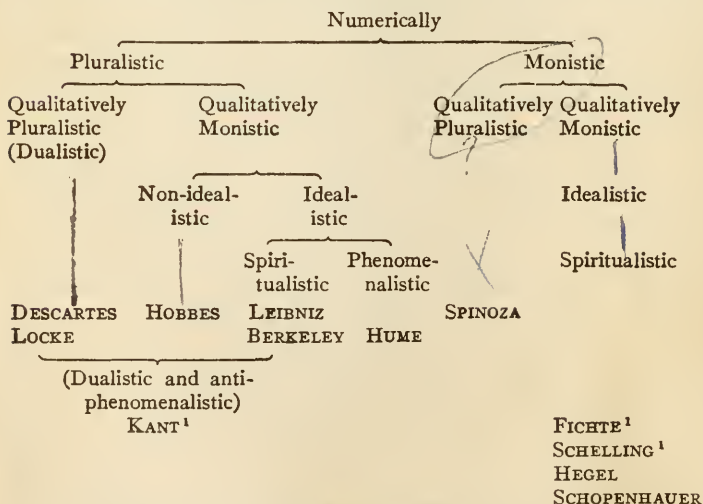 Numerically
Pluralistic Monistic
Qualitatively Qualitatively Qualitatively Qualitatively
Pluralistic Monistic Pluralistic Monistic
(Dualistic)
?
Non-ideal- Ideal- Idealistic
istic istic
Spiri- Phenome- Spiritualistic
tualistic nalistic
DESCARTES HOBBES LEIBNIZ SPINOZA
LOCKE BERKELEY HUME
(Dualistic and anti-
phenomenalistic)
KANT¹
FICHTE¹
SCHELLING¹
HEGEL
SCHOPENHAUER